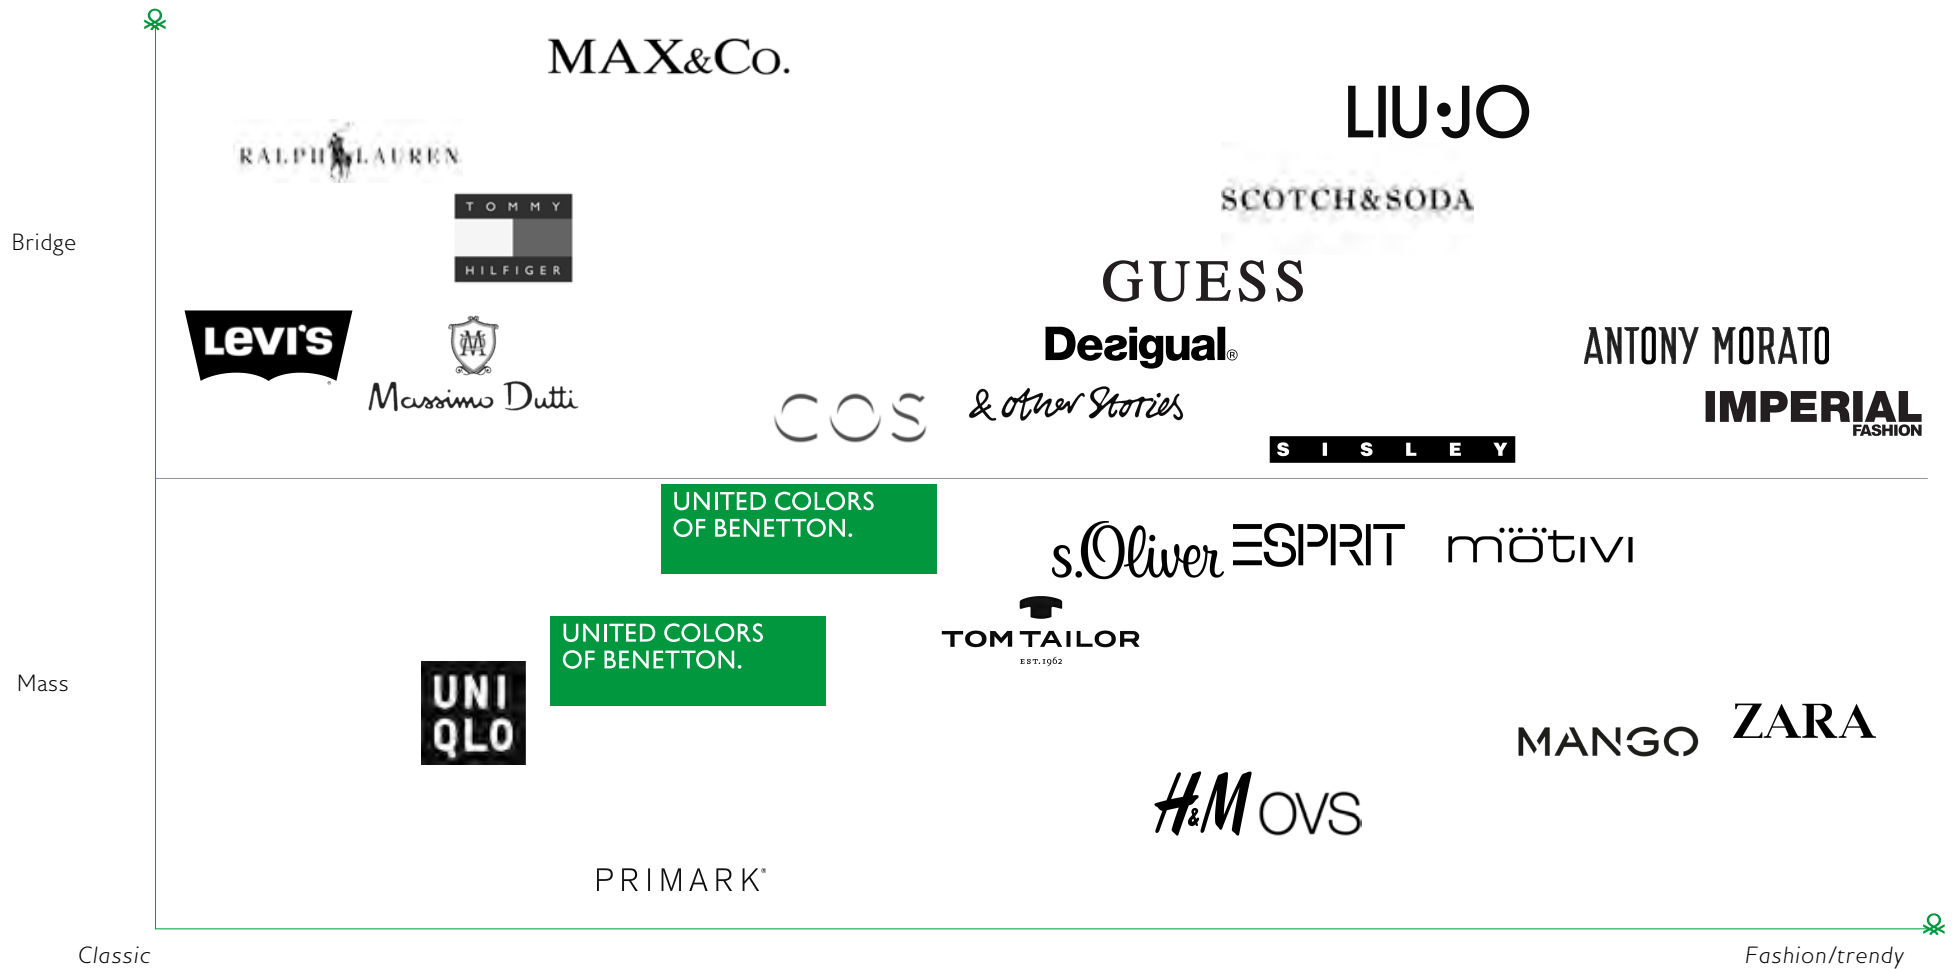 MAX&Co.
LIU·JO
RALPH LAUREN
SCOTCH&SODA
TOMMY
HILFIGER
Bridge
GUESS
LEVI'S
®
M
Massimo Dutti
Desigual®
ANTONY MORATO
COS
& other Stories
IMPERIAL
FASHION
SISLEY
UNITED COLORS
OF BENETTON.
s.Oliver
ESPRIT
mötivi
UNITED COLORS
OF BENETTON.
TOM TAILOR
EST. 1962
Mass
UNI
QLO
MANGO
ZARA
H&M
OVS
PRIMARK®
Classic
Fashion/trendy